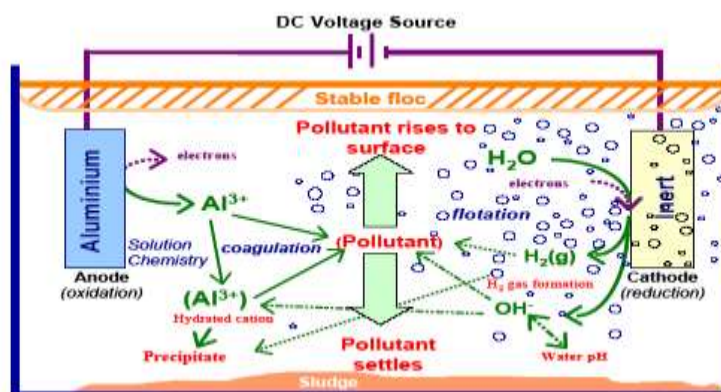 DC Voltage Source
Stable floc
Pollutant rises to
surface
Aluminium
electrons
H₂O
electrons
Inert
Al³⁺
flotation
Solution
Chemistry
coagulation
(Pollutant)
H₂(g)
Anode
(oxidation)
Cathode
(reduction)
H₂ gas formation
(Al³⁺)
Hydrated cation
OH⁻
Precipitate
Pollutant
settles
Water pH
Sludge